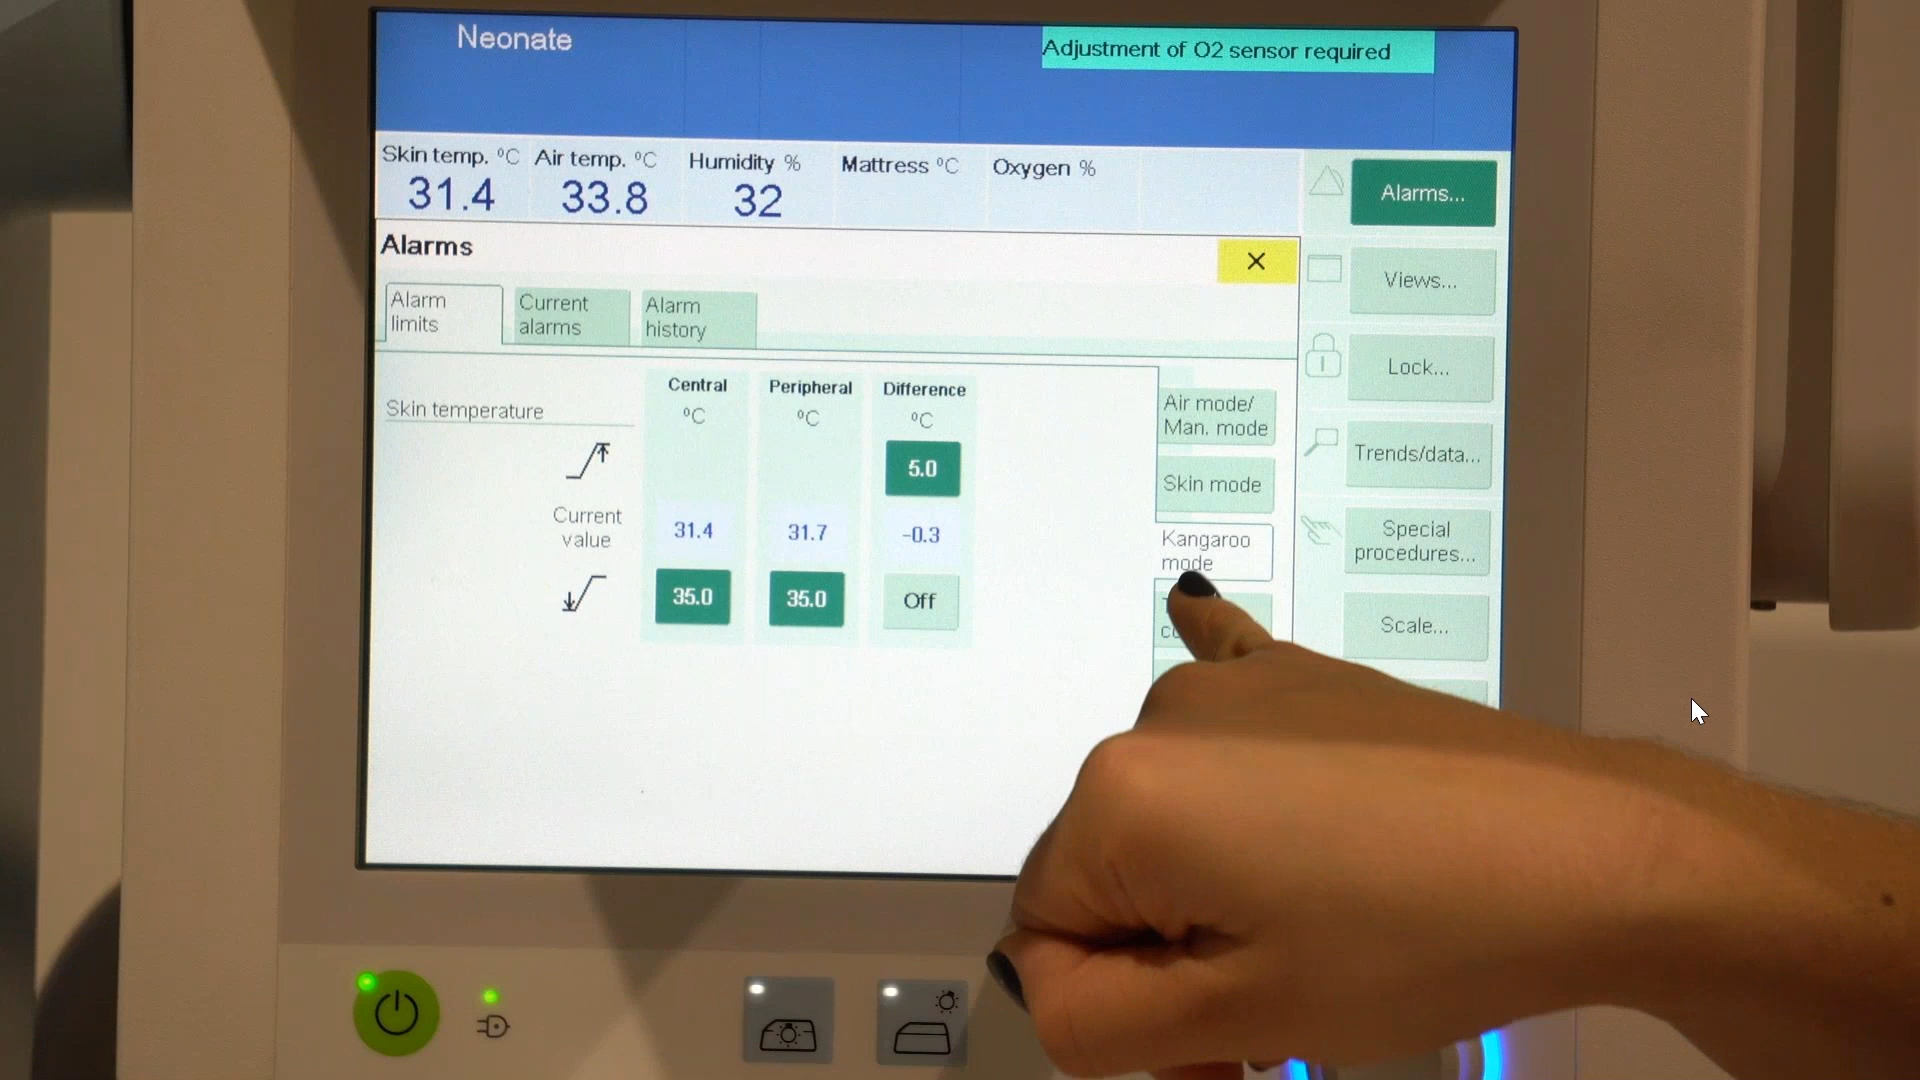 Neonate
Adjustment of O2 sensor required
Skin temp. °C Air temp. °C Humidity % Mattress °C Oxygen %
31.4 33.8 32
Alarms...
Alarms
×
Views...
Alarm
limits
Current
alarms
Alarm
history
Lock...
Central Peripheral Difference
°C °C °C
Skin temperature
Air mode/
Man. mode
5.0
Trends/data...
Skin mode
Current
value
31.4 31.7 -0.3
Kangaroo
mode
Special
procedures...
35.0 35.0 Off
Scale...